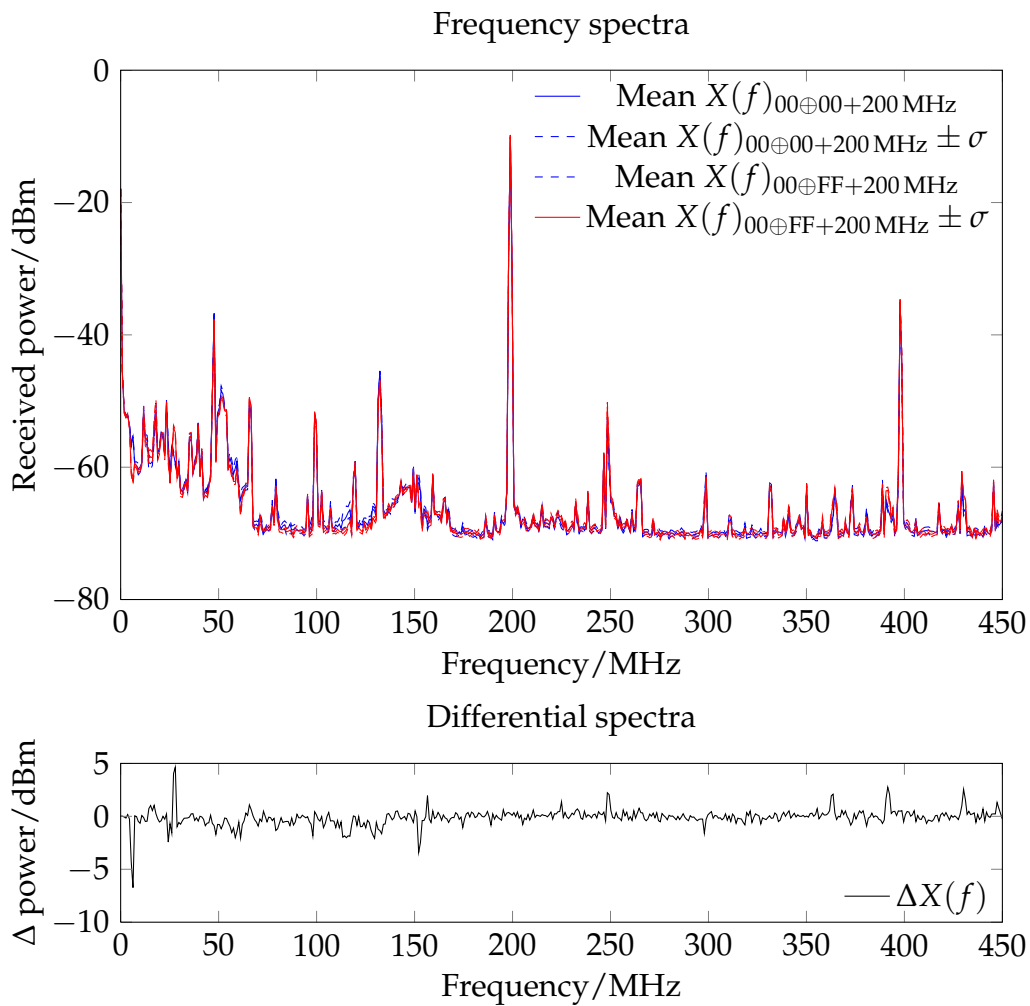 Frequency spectra
0
−20
−40
−60
−80
Received power/dBm
Mean X(f)00⊕00+200 MHz
Mean X(f)00⊕00+200 MHz ± σ
Mean X(f)00⊕FF+200 MHz
Mean X(f)00⊕FF+200 MHz ± σ
0 50 100 150 200 250 300 350 400 450
Frequency/MHz
Differential spectra
5
0
−5
−10
Δ power/dBm
ΔX(f)
0 50 100 150 200 250 300 350 400 450
Frequency/MHz